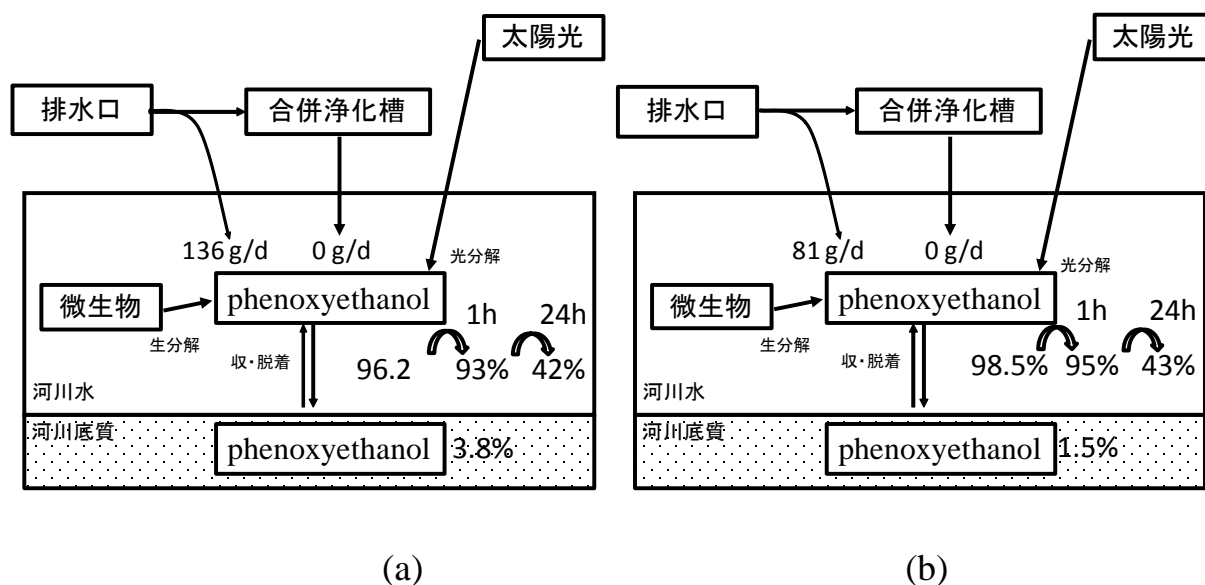 太陽光
排水口
合併浄化槽
136 g/d
0 g/d
光分解
微生物
phenoxyethanol
1h
24h
生分解
収・脱着
96.2
93%
42%
河川水
河川底質
phenoxyethanol
3.8%
(a)
太陽光
排水口
合併浄化槽
81 g/d
0 g/d
光分解
微生物
phenoxyethanol
1h
24h
生分解
収・脱着
98.5%
95%
43%
河川水
河川底質
phenoxyethanol
1.5%
(b)